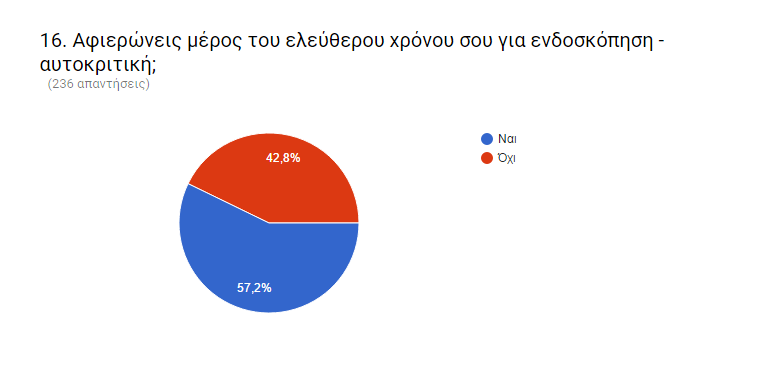 16. Αφιερώνεις μέρος του ελεύθερου χρόνου σου για ενδοσκόπηση -
αυτοκριτική;
(236 απαντήσεις)
Ναι
Όχι
42,8%
57,2%